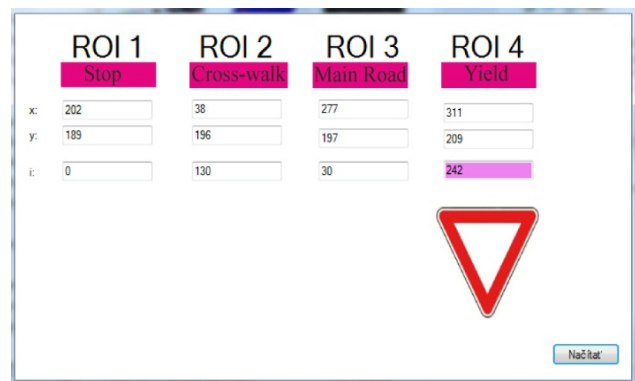 ROI 1 ROI 2 ROI 3 ROI 4
Stop Cross-walk Main Road Yield
x: 202 38 277 311
y: 189 196 197 209
i: 0 130 30 242
Načítať